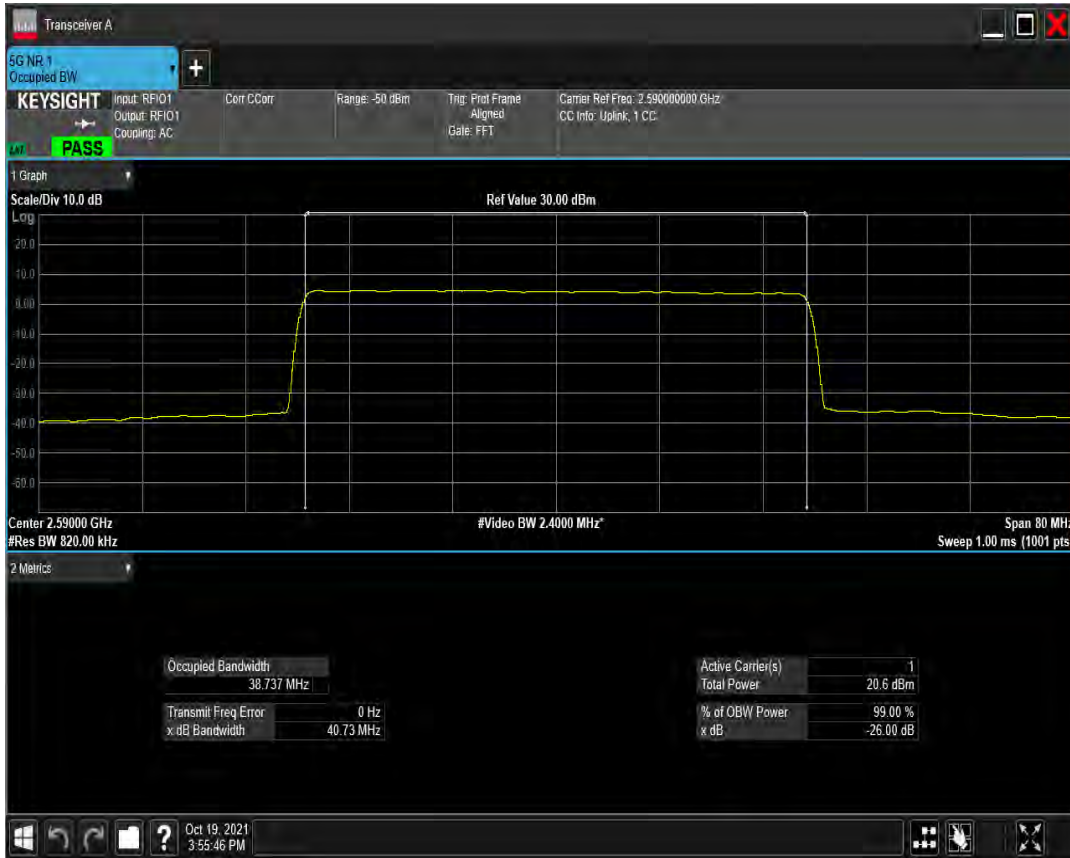 Transceiver A
5G NR 1
Occupied BW
+
KEYSIGHT
PASS
Input: RFIO1
Output: RFIO1
Coupling: AC
Corr CCorr
Range: -50 dBm
Trig: Prot Frame
Aligned
Gate: FFT
Carrier Ref Freq: 2.590000000 GHz
CC Info: Uplink, 1 CC
1 Graph
Scale/Div 10.0 dB
Ref Value 30.00 dBm
Log
20.0
10.0
0.00
-10.0
-20.0
-30.0
-40.0
-50.0
-60.0
Center 2.59000 GHz
#Video BW 2.4000 MHz*
Span 80 MHz
#Res BW 820.00 kHz
Sweep 1.00 ms (1001 pts
2 Metrics
Occupied Bandwidth
38.737 MHz
Transmit Freq Error 0 Hz
x dB Bandwidth 40.73 MHz
Active Carrier(s) 1
Total Power 20.6 dBm
% of OBW Power 99.00 %
x dB -26.00 dB
?
Oct 19, 2021
3:55:46 PM